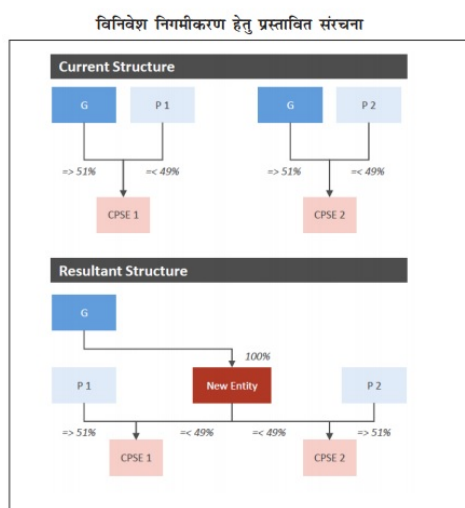 विनिवेश निगमीकरण हेतु प्रस्तावित संरचना
Current Structure
G P 1 G P 2
=> 51% =< 49% => 51% =< 49%
CPSE 1 CPSE 2
Resultant Structure
G
100%
P 1 New Entity P 2
=> 51% =< 49% =< 49% => 51%
CPSE 1 CPSE 2